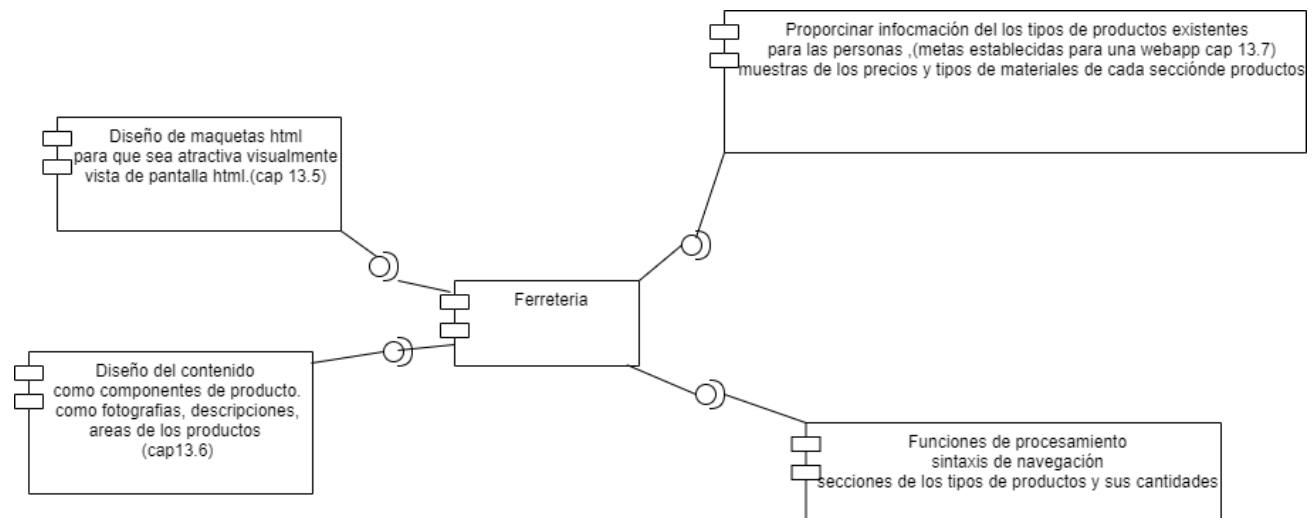 Proporcinar infocmación del los tipos de productos existentes
para las personas ,(metas establecidas para una webapp cap 13.7)
muestras de los precios y tipos de materiales de cada secciónde productos
Diseño de maquetas html
para que sea atractiva visualmente
vista de pantalla html.(cap 13.5)
Ferreteria
Diseño del contenido
como componentes de producto.
como fotografias, descripciones,
areas de los productos
(cap13.6)
Funciones de procesamiento
sintaxis de navegación
secciones de los tipos de productos y sus cantidades